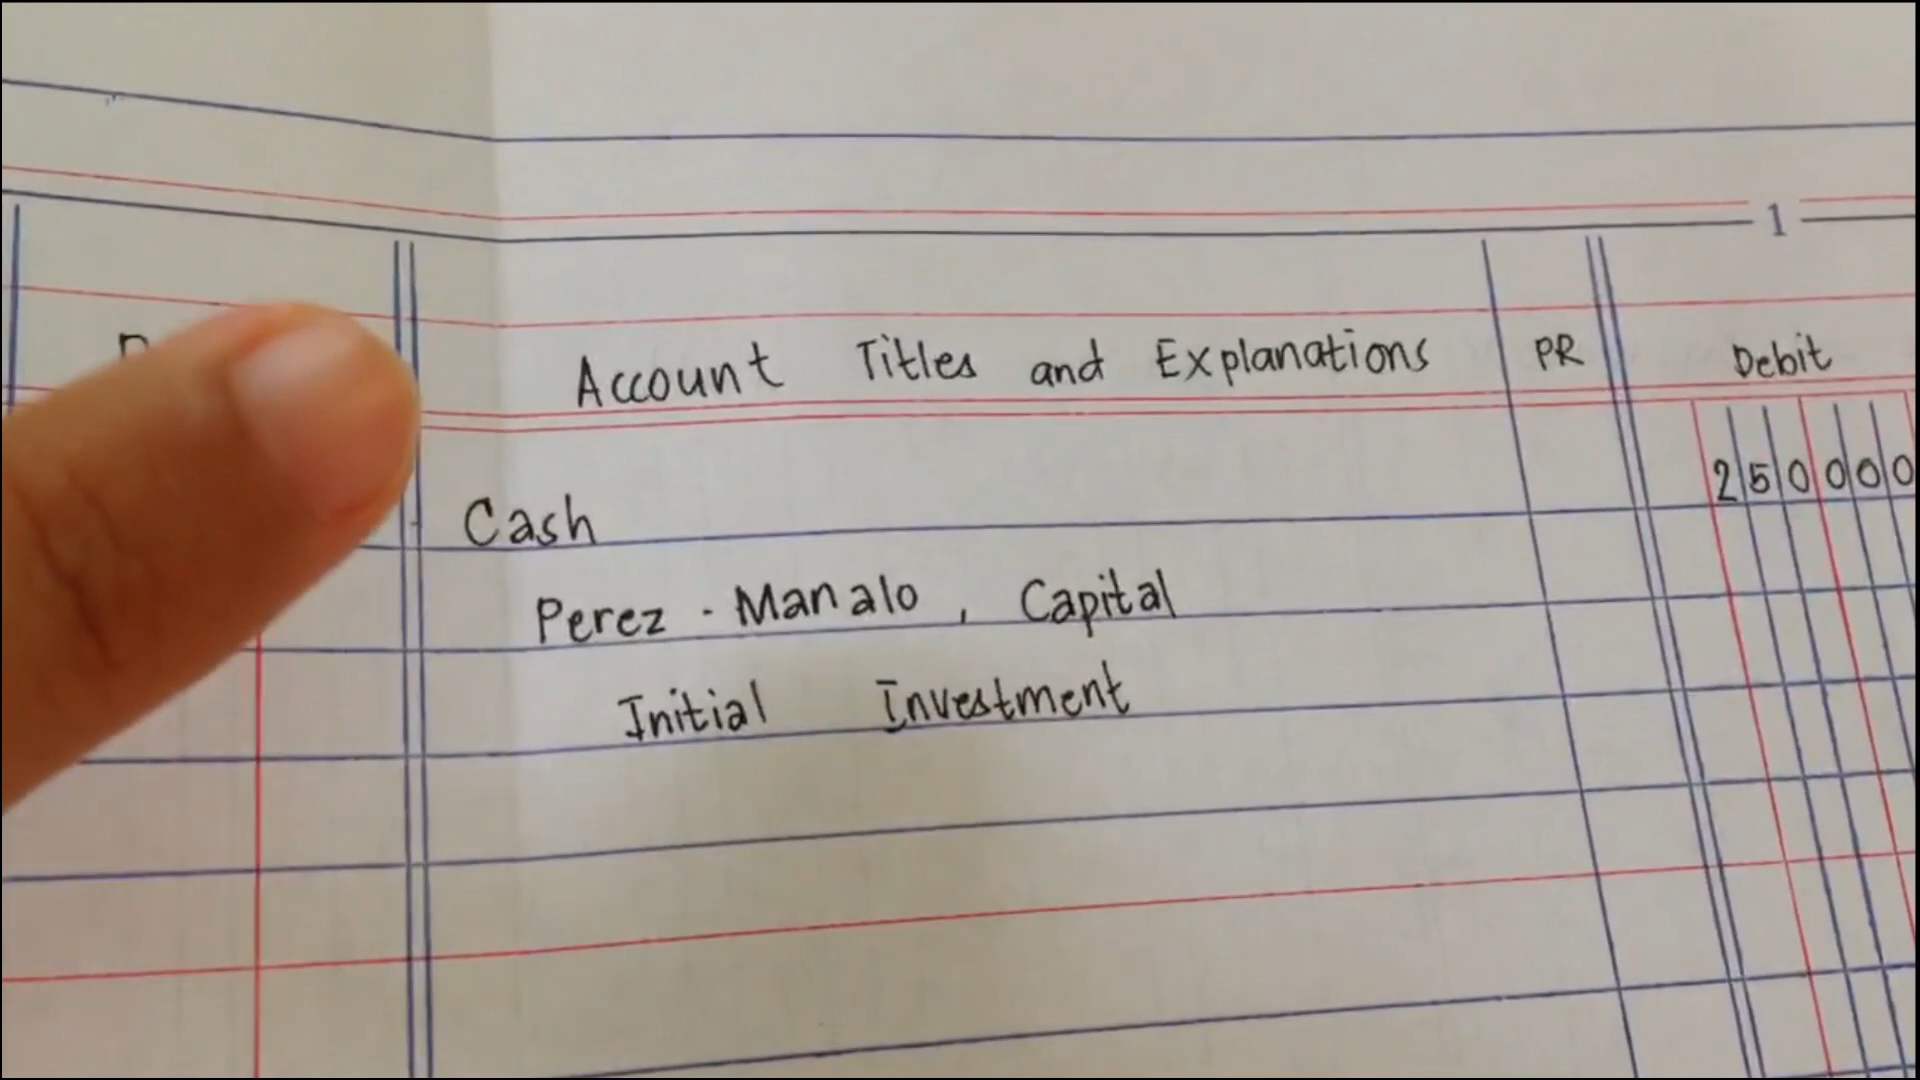 1
Account Titles and Explanations PR Debit
Cash 250000
Perez - Manalo, Capital
Initial Investment